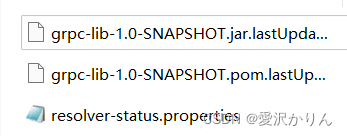 grpc-lib-1.0-SNAPSHOT.jar.lastUpda...
grpc-lib-1.0-SNAPSHOT.pom.lastUp...
resolver-status.properties
CSDN @愛沢かりん